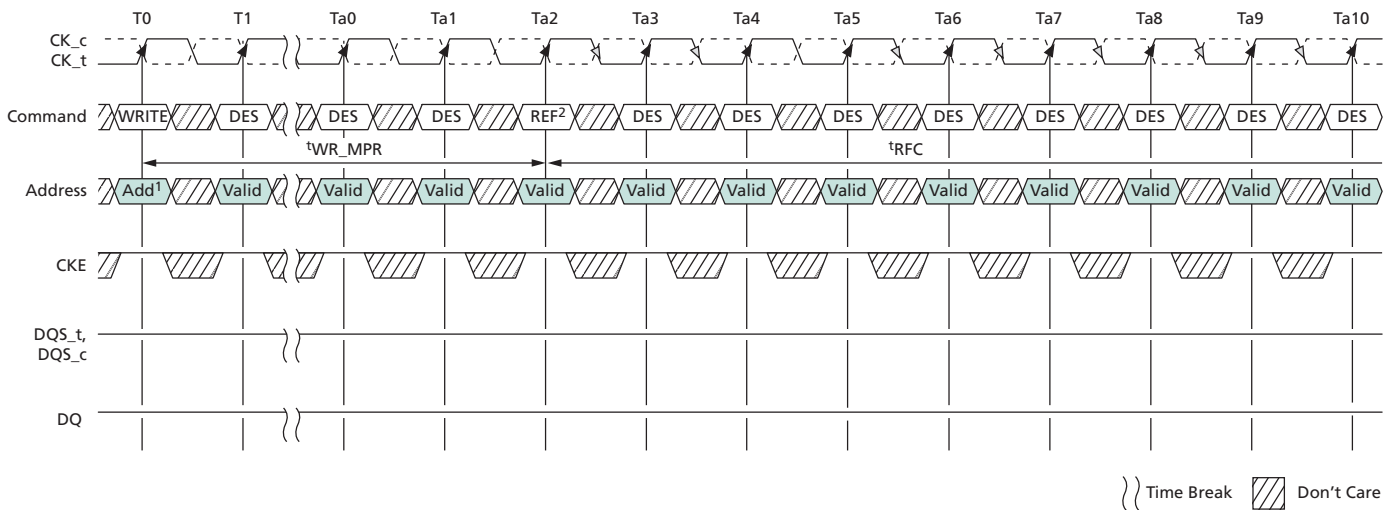 T0 T1 Ta0 Ta1 Ta2 Ta3 Ta4 Ta5 Ta6 Ta7 Ta8 Ta9 Ta10
CK_c
CK_t
Command WRITE DES DES DES REF² DES DES DES DES DES DES DES DES
tWR_MPR tRFC
Address Add¹ Valid Valid Valid Valid Valid Valid Valid Valid Valid Valid Valid Valid
CKE
DQS_t,
DQS_c
DQ
Time Break Don't Care